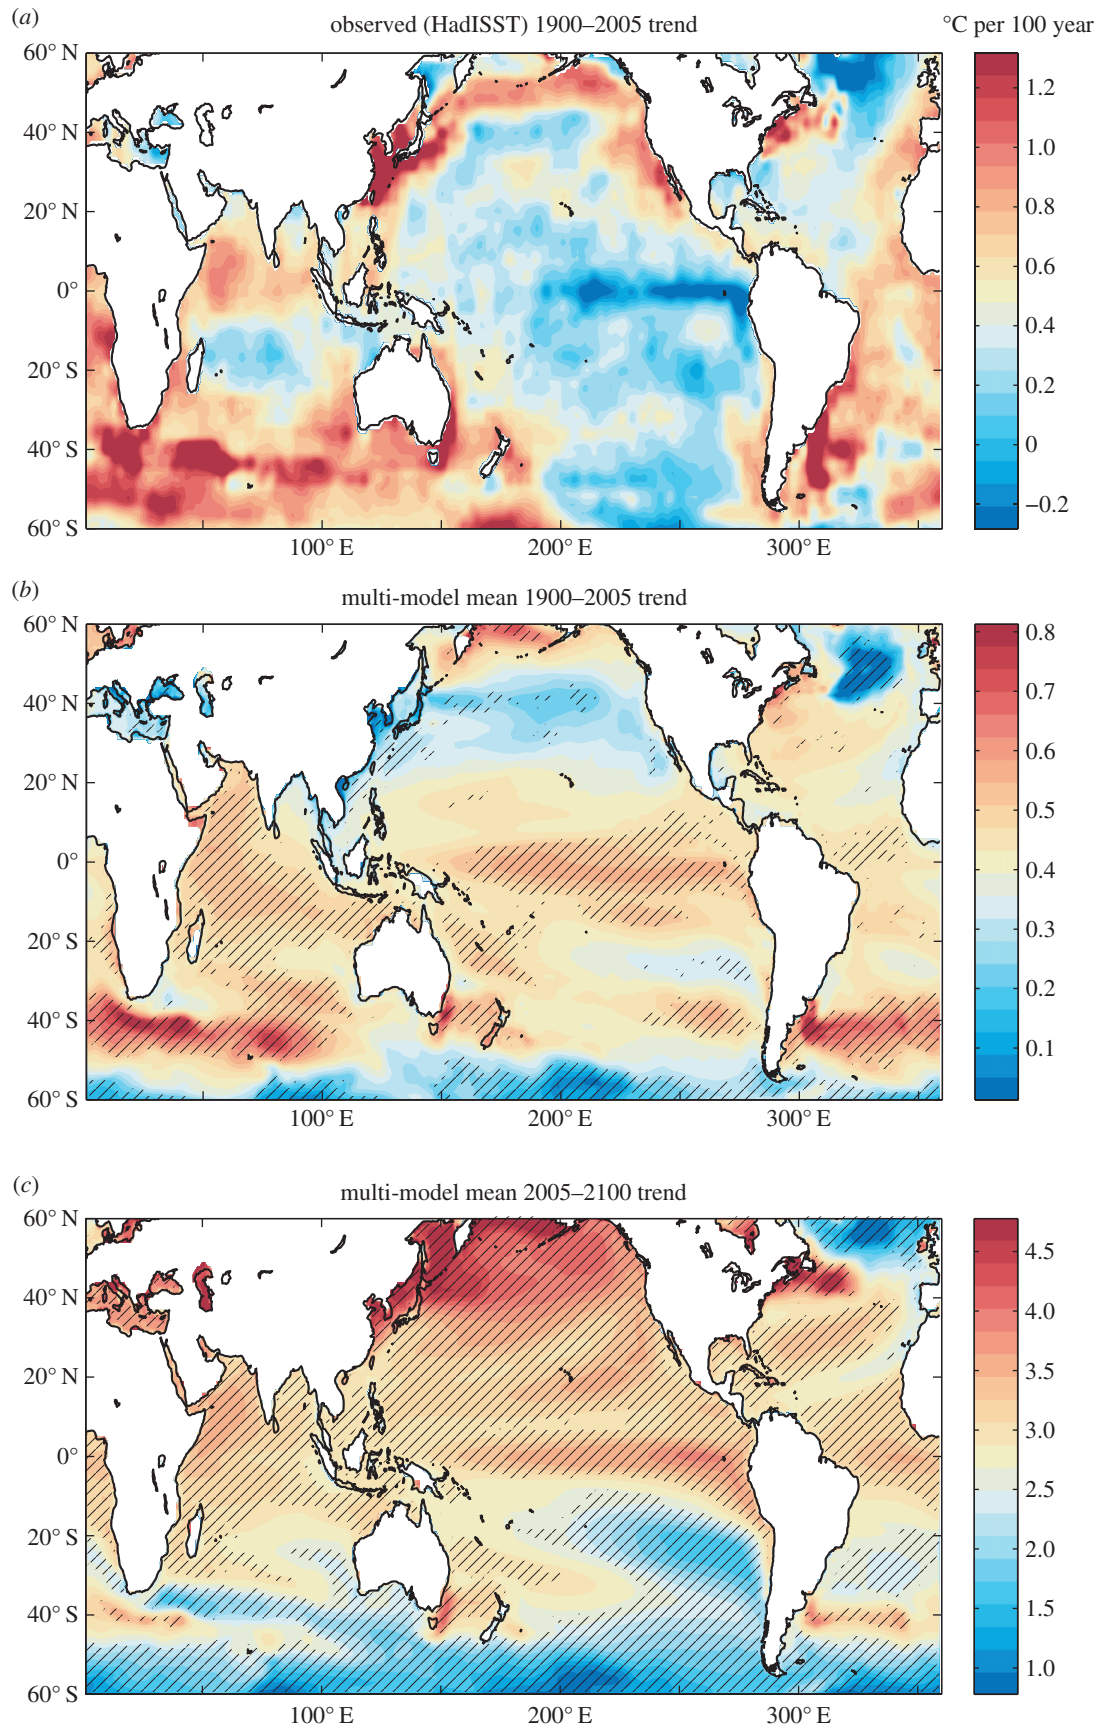 (a)
observed (HadISST) 1900–2005 trend
°C per 100 year
60° N
40° N
20° N
0°
20° S
40° S
60° S
100° E
200° E
300° E
1.2
1.0
0.8
0.6
0.4
0.2
0
−0.2
(b)
multi-model mean 1900–2005 trend
60° N
40° N
20° N
0°
20° S
40° S
60° S
100° E
200° E
300° E
0.8
0.7
0.6
0.5
0.4
0.3
0.2
0.1
(c)
multi-model mean 2005–2100 trend
60° N
40° N
20° N
0°
20° S
40° S
60° S
100° E
200° E
300° E
4.5
4.0
3.5
3.0
2.5
2.0
1.5
1.0